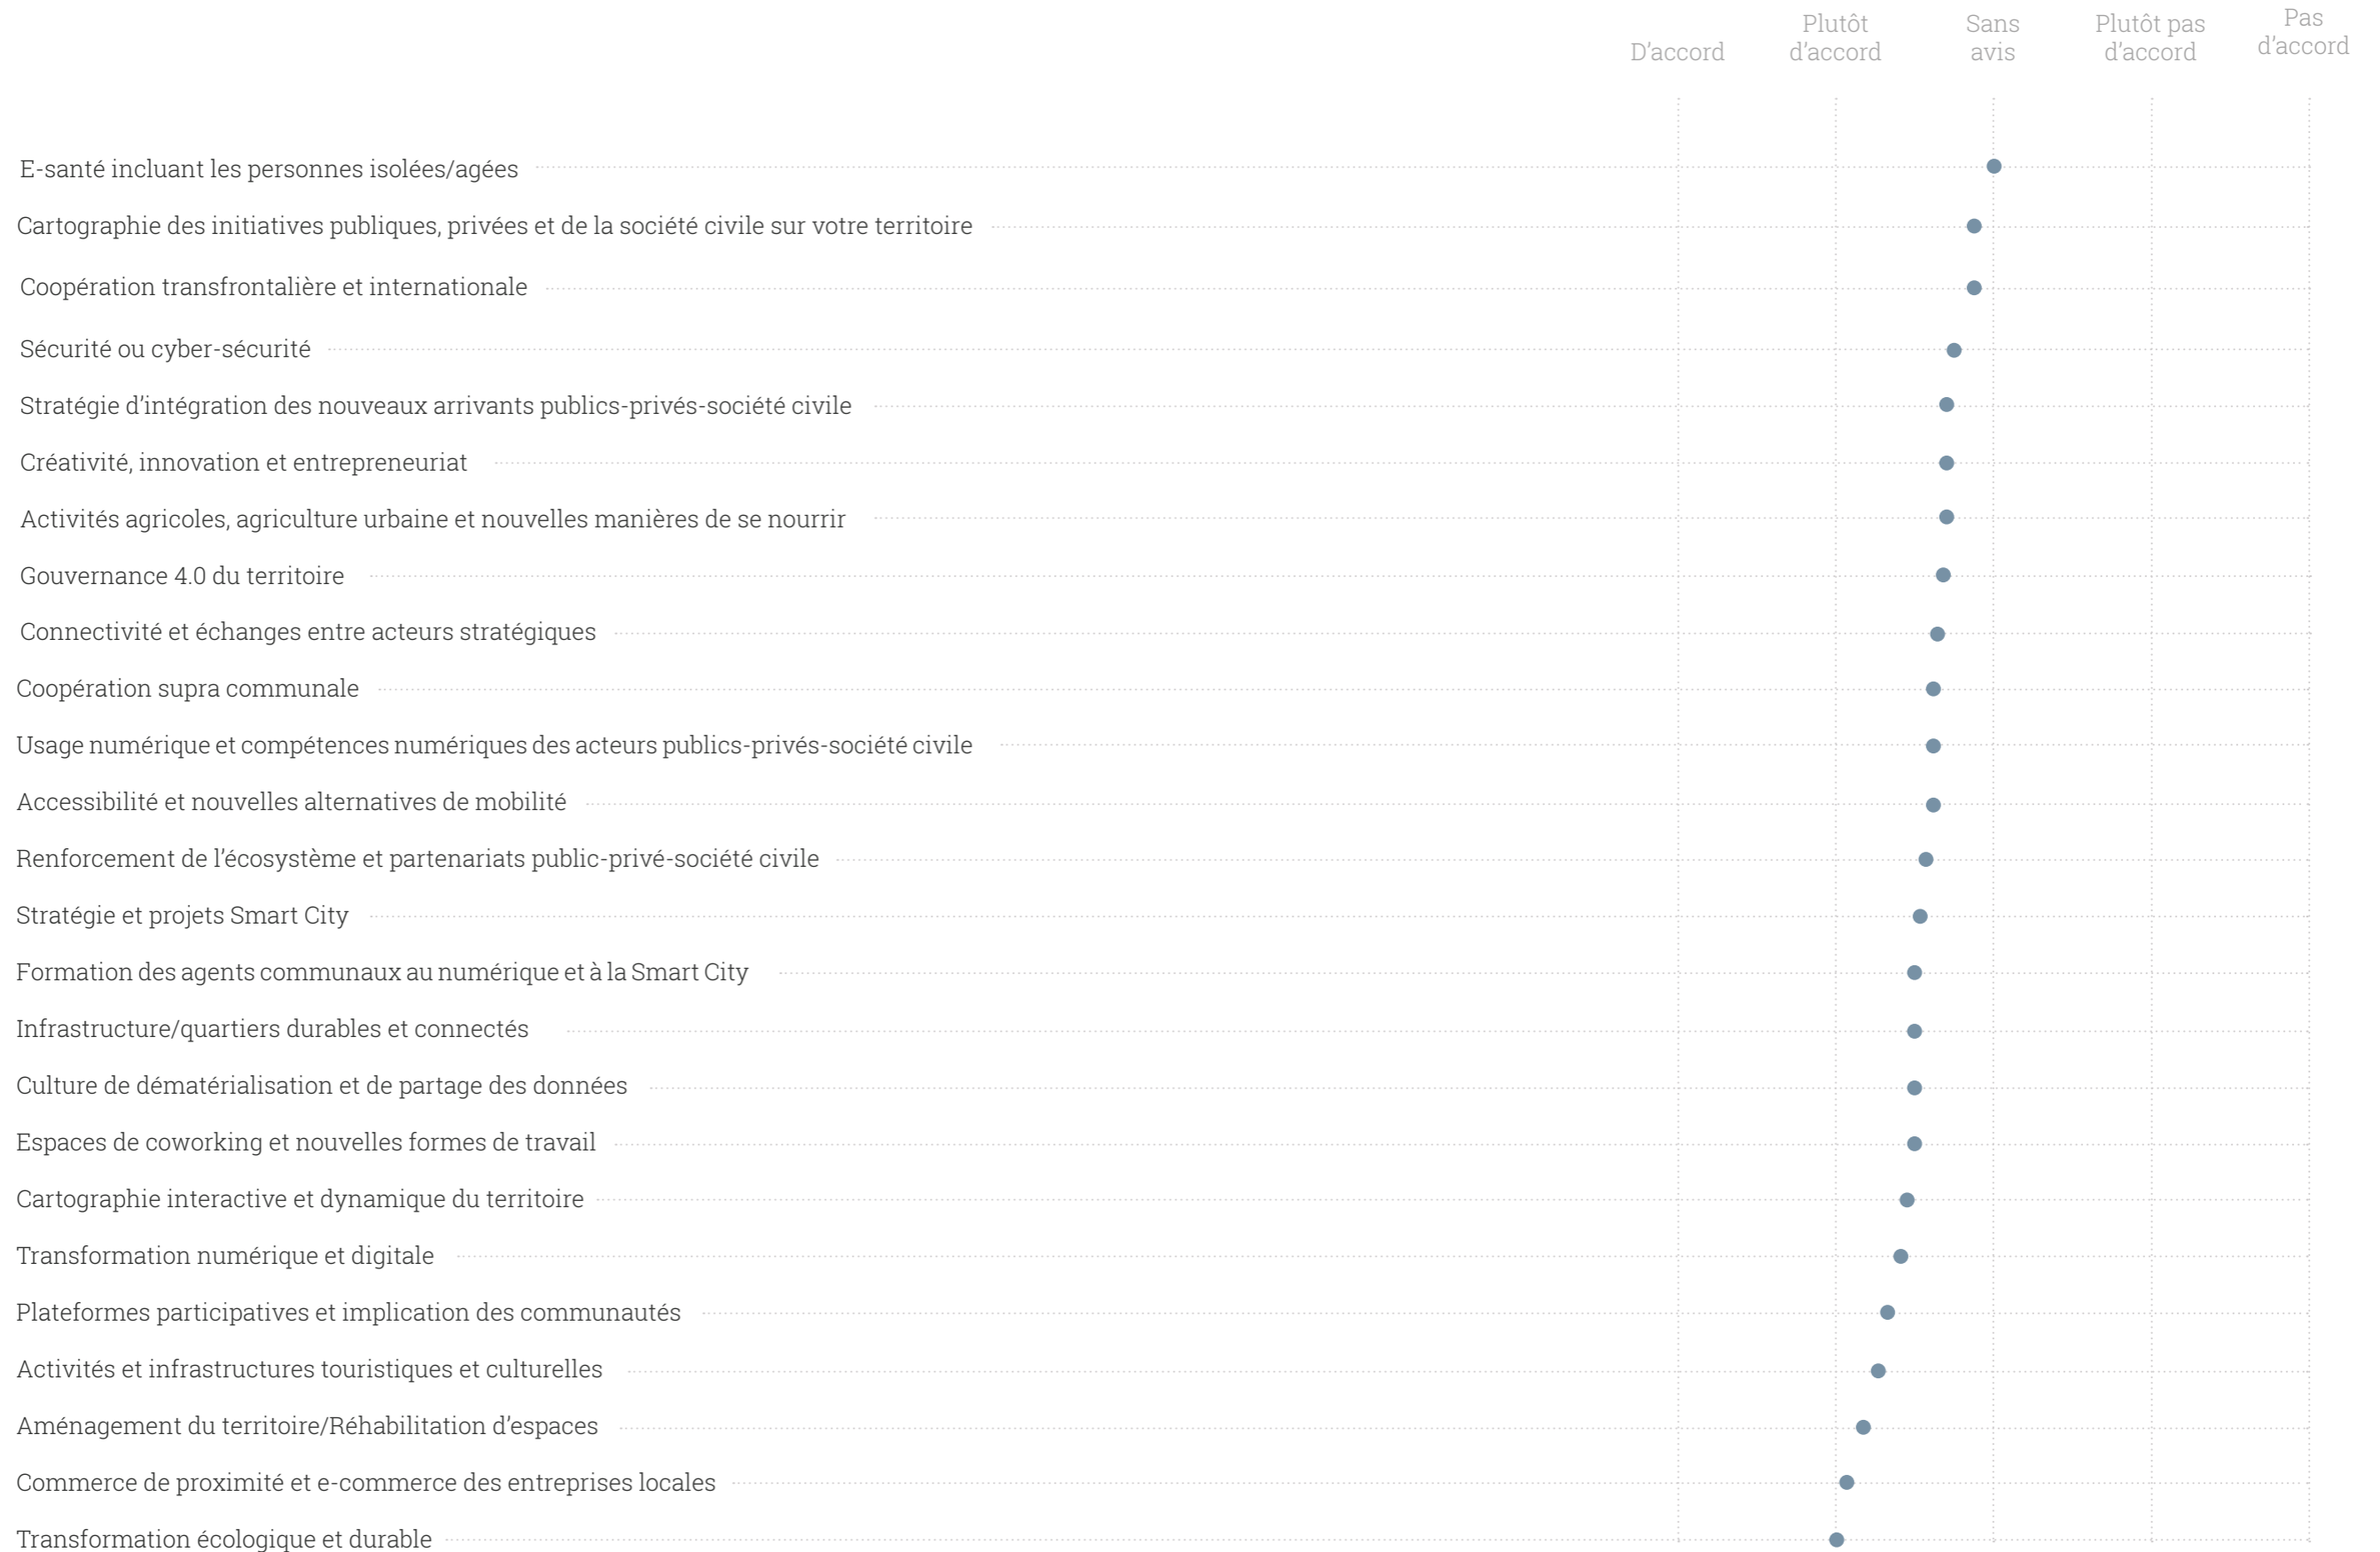 D’accord
Plutôt
d’accord
Sans
avis
Plutôt pas
d’accord
Pas
d’accord
E-santé incluant les personnes isolées/agées
Cartographie des initiatives publiques, privées et de la société civile sur votre territoire
Coopération transfrontalière et internationale
Sécurité ou cyber-sécurité
Stratégie d’intégration des nouveaux arrivants publics-privés-société civile
Créativité, innovation et entrepreneuriat
Activités agricoles, agriculture urbaine et nouvelles manières de se nourrir
Gouvernance 4.0 du territoire
Connectivité et échanges entre acteurs stratégiques
Coopération supra communale
Usage numérique et compétences numériques des acteurs publics-privés-société civile
Accessibilité et nouvelles alternatives de mobilité
Renforcement de l’écosystème et partenariats public-privé-société civile
Stratégie et projets Smart City
Formation des agents communaux au numérique et à la Smart City
Infrastructure/quartiers durables et connectés
Culture de dématérialisation et de partage des données
Espaces de coworking et nouvelles formes de travail
Cartographie interactive et dynamique du territoire
Transformation numérique et digitale
Plateformes participatives et implication des communautés
Activités et infrastructures touristiques et culturelles
Aménagement du territoire/Réhabilitation d’espaces
Commerce de proximité et e-commerce des entreprises locales
Transformation écologique et durable